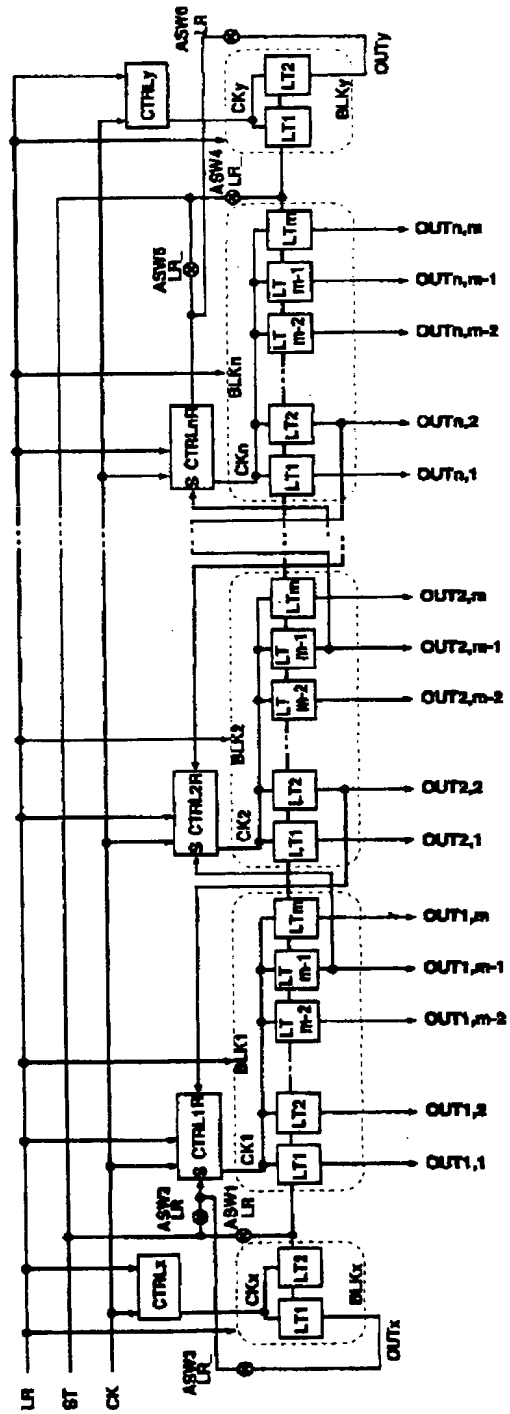 LR
ST
CK
ASW3
LR_
CTRLx
CKx
LT1
LT2
BLKx
OUTx
ASW2
LR
ASW1
LR
S CTRL1R
CK1
BLK1
LT1
LT2
LT
m-2
LT
m-1
LTm
OUT1,1
OUT1,2
OUT1,m-2
OUT1,m-1
OUT1,m
S CTRL2R
CK2
BLK2
LT1
LT2
LT
m-2
LT
m-1
LTm
OUT2,1
OUT2,2
OUT2,m-2
OUT2,m-1
OUT2,m
S CTRLnR
CKn
BLKn
LT1
LT2
LT
m-2
LT
m-1
LTm
OUTn,1
OUTn,2
OUTn,m-2
OUTn,m-1
OUTn,m
ASW5
LR_
ASW4
LR_
CTRLy
CKy
LT1
LT2
BLKy
OUTy
ASW6
LR